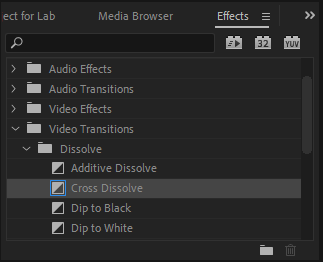 ect for Lab Media Browser Effects
32 YUV
Audio Effects
Audio Transitions
Video Effects
Video Transitions
Dissolve
Additive Dissolve
Cross Dissolve
Dip to Black
Dip to White